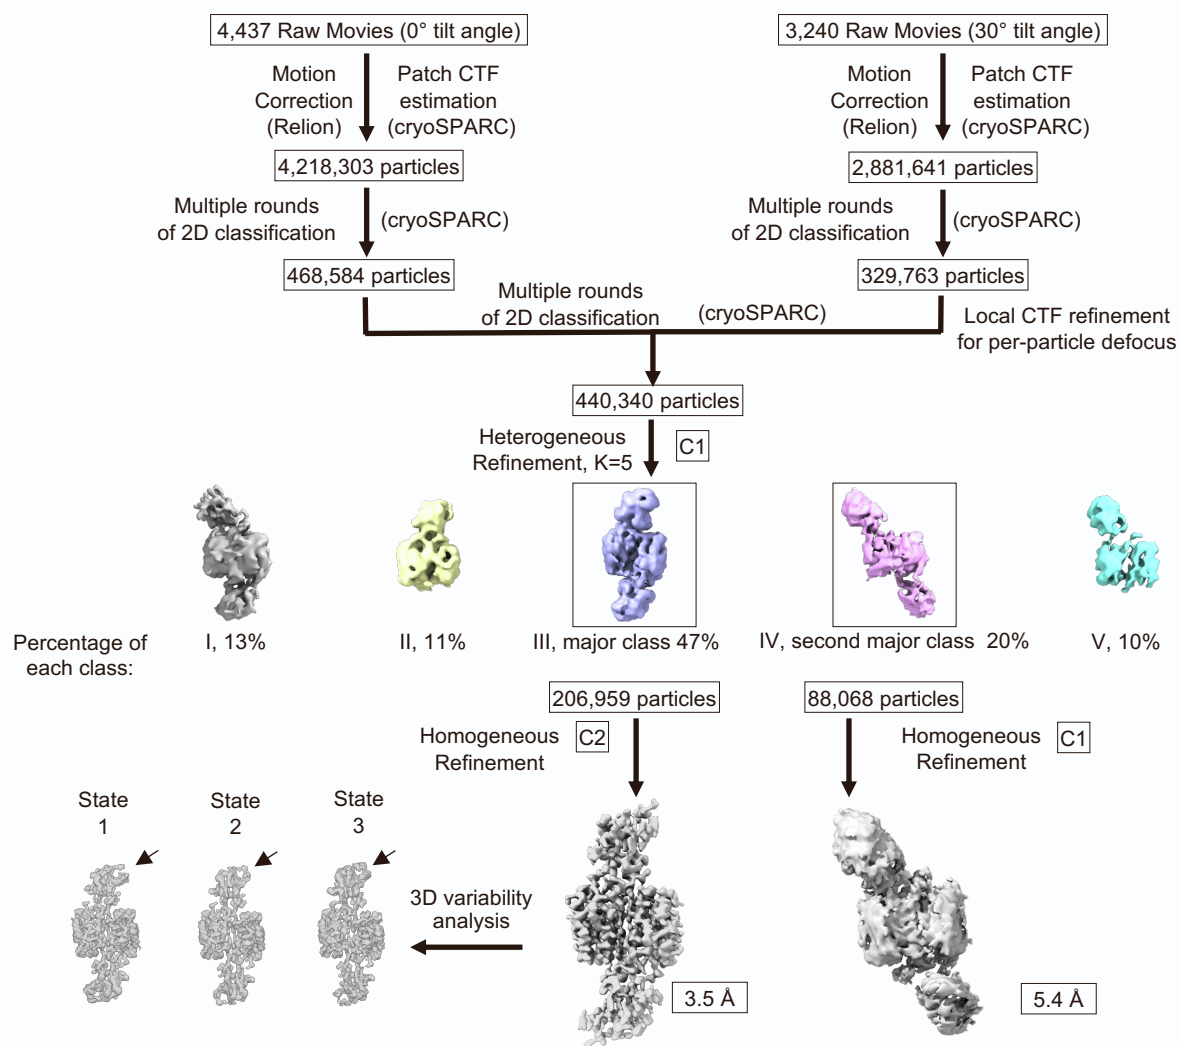 4,437 Raw Movies (0° tilt angle)
3,240 Raw Movies (30° tilt angle)
Motion
Correction
(Relion)
Patch CTF
estimation
(cryoSPARC)
Motion
Correction
(Relion)
Patch CTF
estimation
(cryoSPARC)
4,218,303 particles
2,881,641 particles
Multiple rounds
of 2D classification
(cryoSPARC)
Multiple rounds
of 2D classification
(cryoSPARC)
468,584 particles
329,763 particles
Multiple rounds
of 2D classification
(cryoSPARC)
Local CTF refinement
for per-particle defocus
440,340 particles
Heterogeneous
Refinement, K=5
C1
Percentage of
each class:
I, 13%
II, 11%
III, major class 47%
IV, second major class 20%
V, 10%
206,959 particles
88,068 particles
Homogeneous
Refinement
C2
Homogeneous
Refinement
C1
State
1
State
2
State
3
3D variability
analysis
3.5 Å
5.4 Å